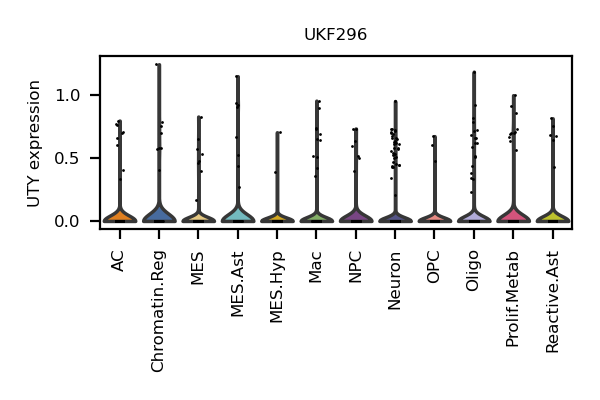 UKF296
UTY expression
1.0
0.5
0.0
AC
Chromatin.Reg
MES
MES.Ast
MES.Hyp
Mac
NPC
Neuron
OPC
Oligo
Prolif.Metab
Reactive.Ast